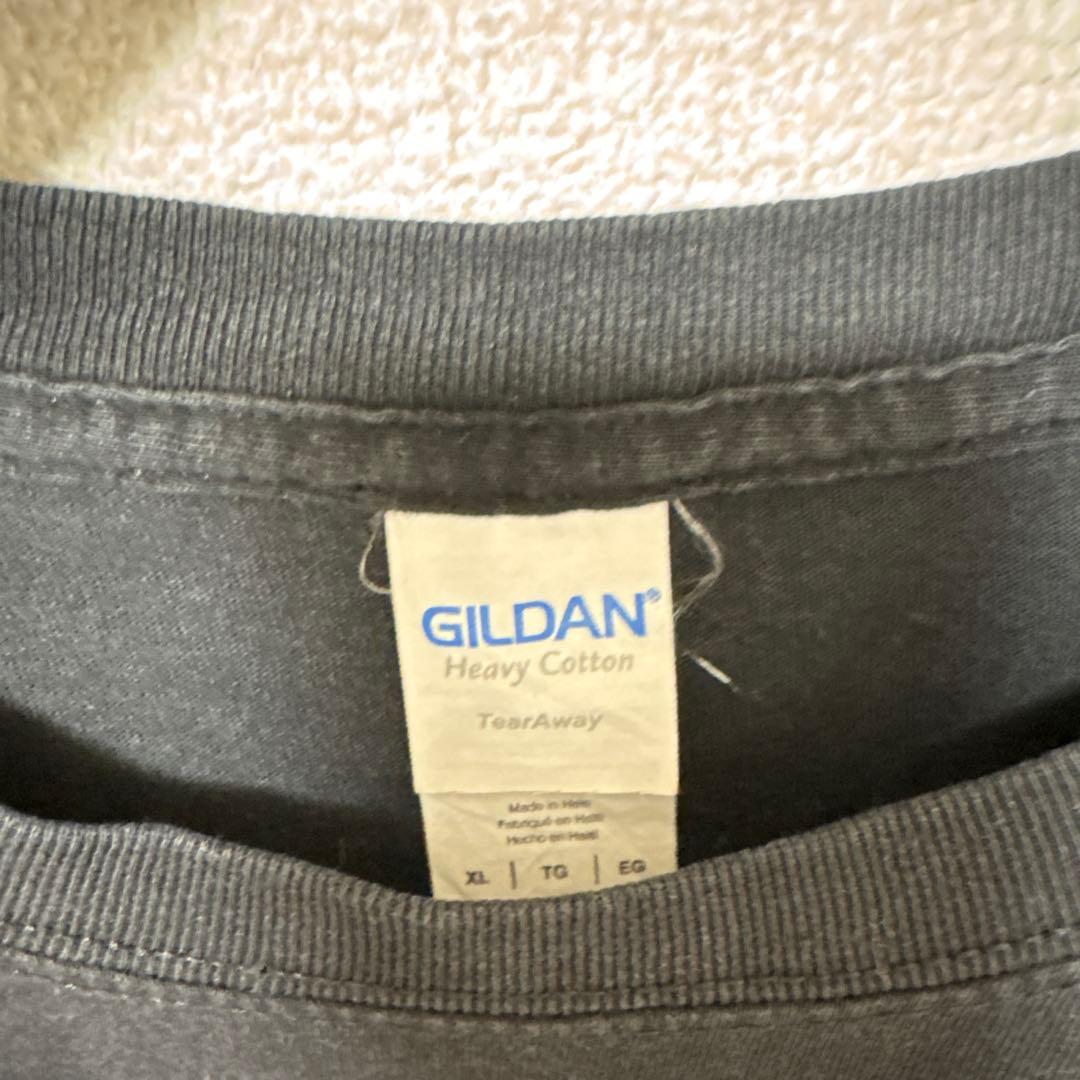 GILDAN®
Heavy Cotton
TearAway
Made in Haiti
Fabriqué en Haïti
Hecho en Haití
XL | TG | EG